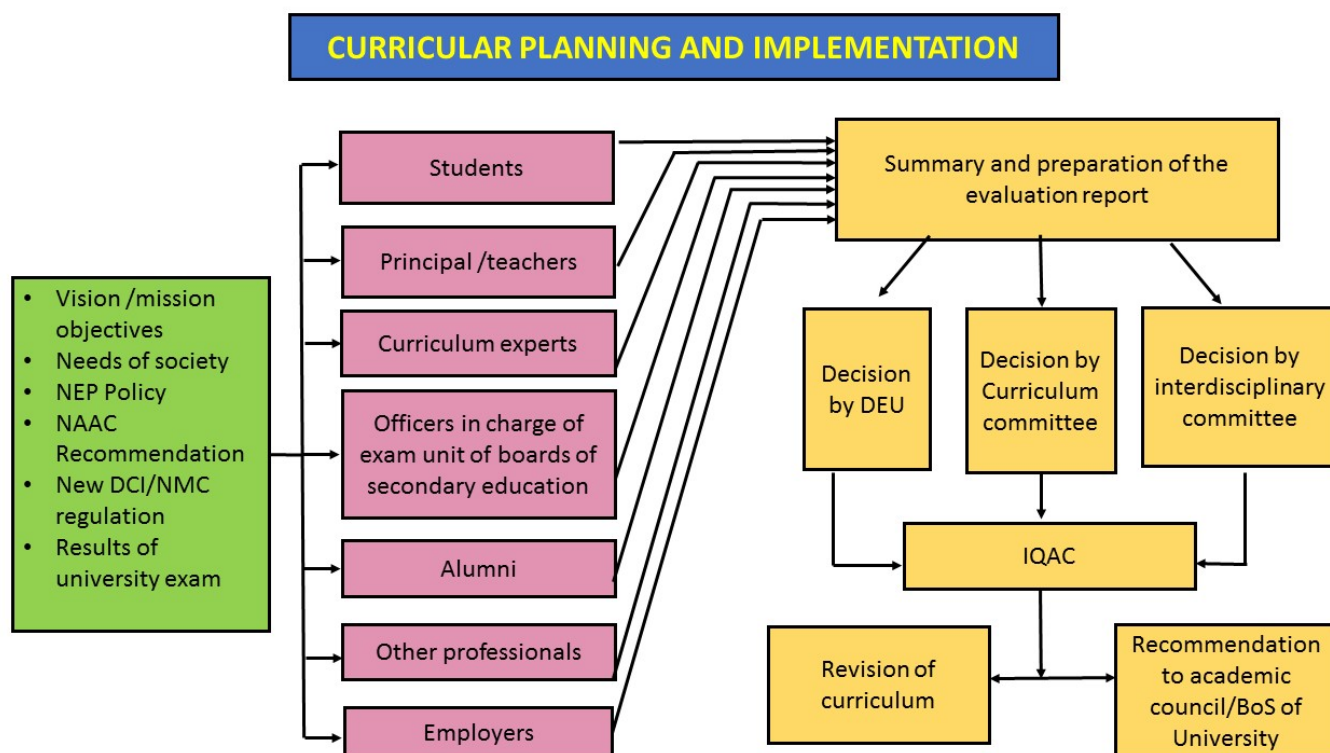 CURRICULAR PLANNING AND IMPLEMENTATION
• Vision /mission
objectives
• Needs of society
• NEP Policy
• NAAC
Recommendation
• New DCI/NMC
regulation
• Results of
university exam
Students
Principal /teachers
Curriculum experts
Officers in charge of
exam unit of boards of
secondary education
Alumni
Other professionals
Employers
Summary and preparation of the
evaluation report
Decision
by DEU
Decision by
Curriculum
committee
Decision by
interdisciplinary
committee
IQAC
Revision of
curriculum
Recommendation
to academic
council/BoS of
University